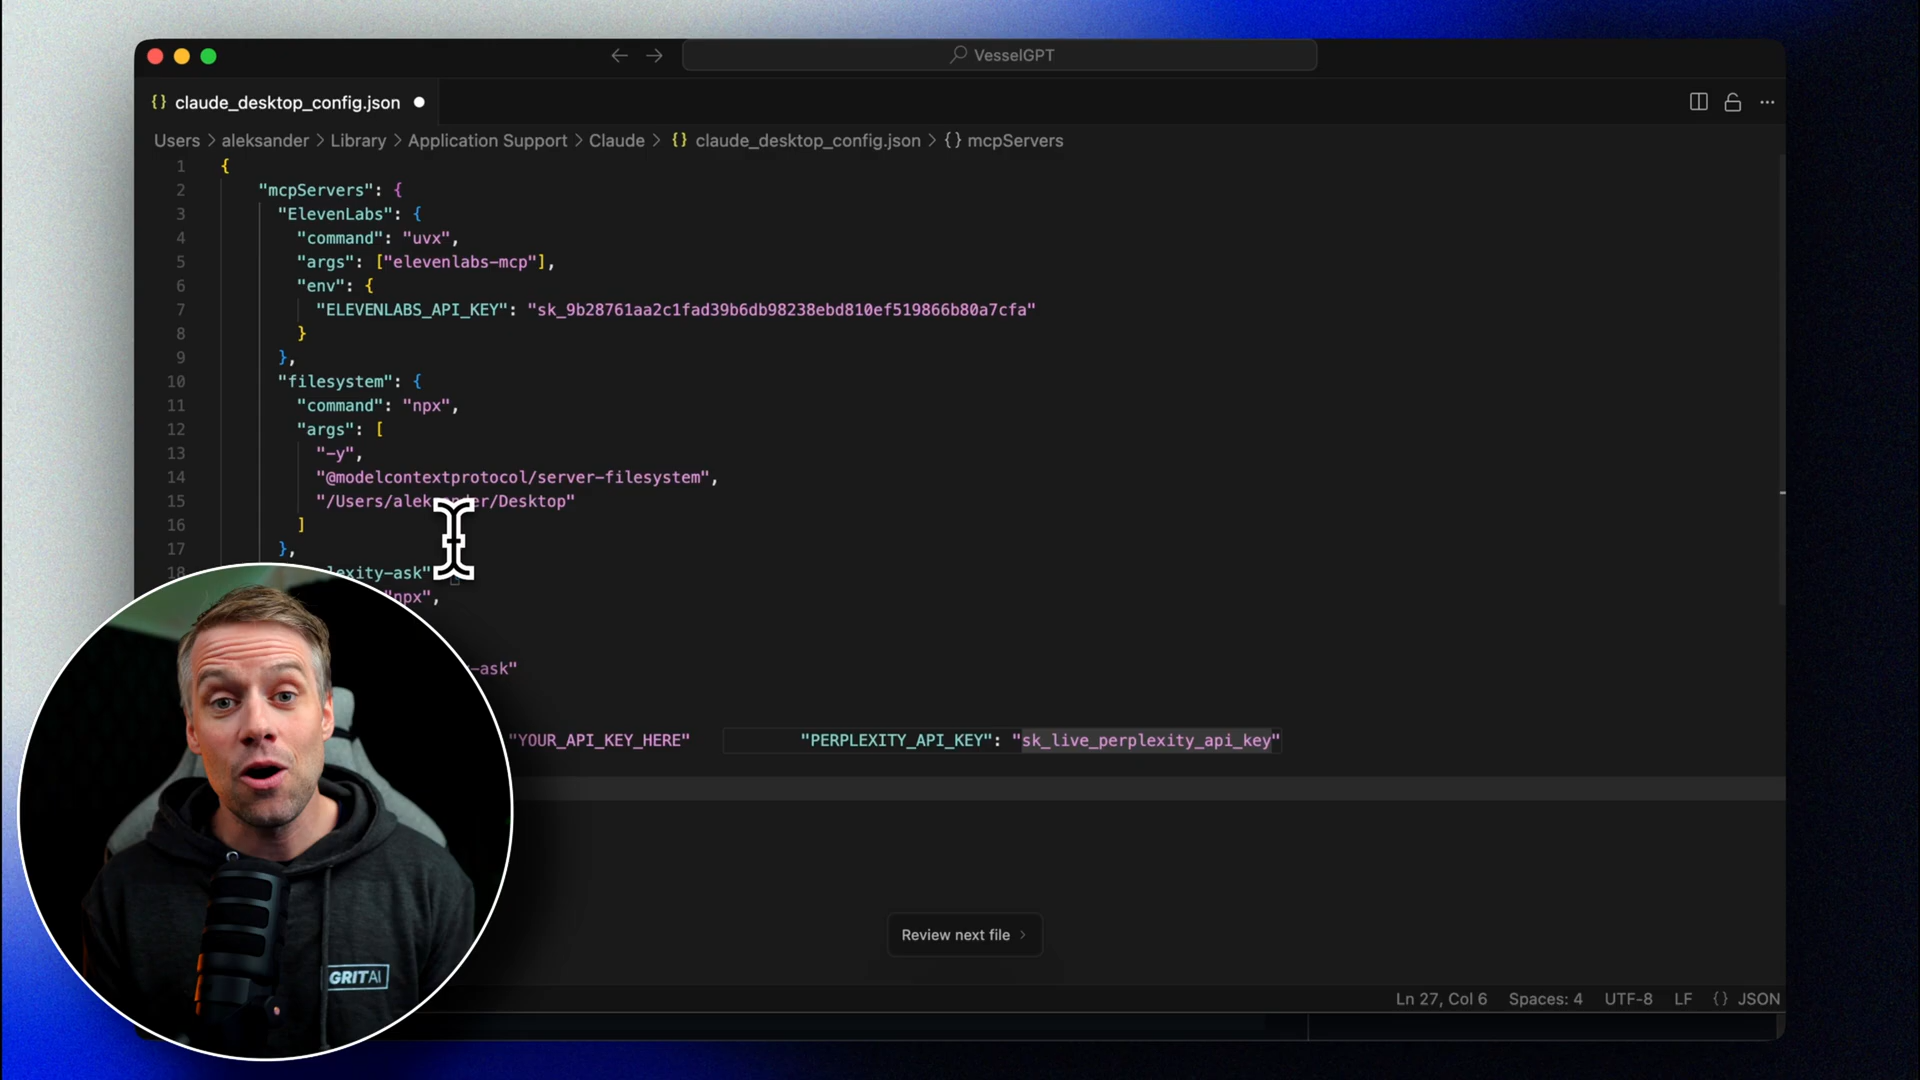 VesselGPT
{} claude_desktop_config.json
Users > aleksander > Library > Application Support > Claude > {} claude_desktop_config.json > {} mcpServers
1 {
2 "mcpServers": {
3 "ElevenLabs": {
4 "command": "uvx",
5 "args": ["elevenlabs-mcp"],
6 "env": {
7 "ELEVENLABS_API_KEY": "sk_9b28761aa2c1fad39b6db98238ebd810ef519866b80a7cfa"
8 }
9 },
10 "filesystem": {
11 "command": "npx",
12 "args": [
13 "-y",
14 "@modelcontextprotocol/server-filesystem",
15 "/Users/aleksander/Desktop"
16 ]
17 },
18 lexity-ask"
"npx",
-ask"
"YOUR_API_KEY_HERE" "PERPLEXITY_API_KEY": "sk_live_perplexity_api_key"
Review next file >
GRITAI
Ln 27, Col 6 Spaces: 4 UTF-8 LF {} JSON